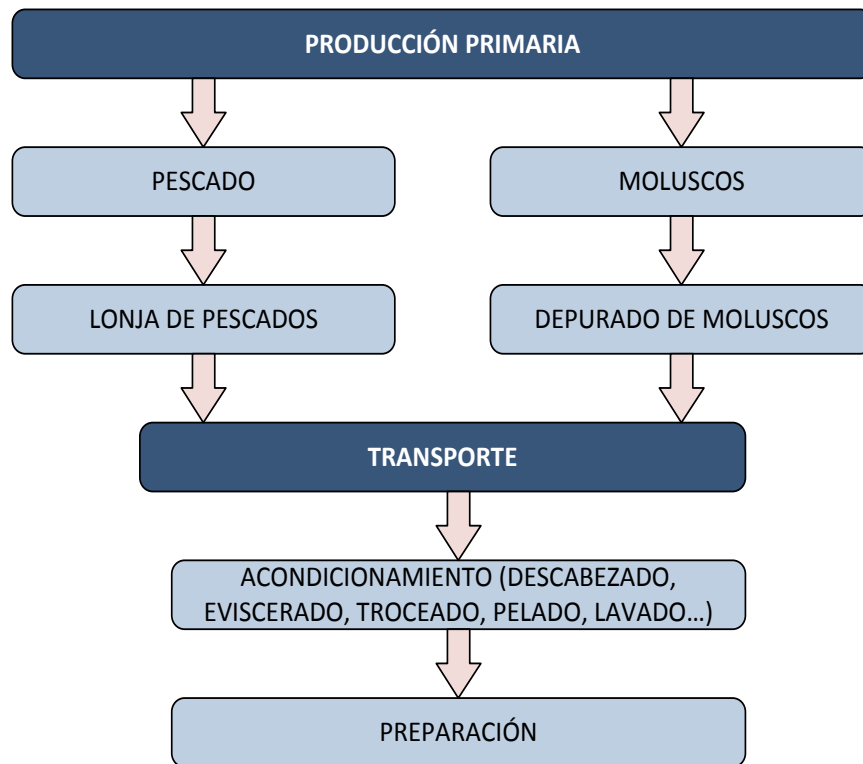 PRODUCCIÓN PRIMARIA
PESCADO
MOLUSCOS
LONJA DE PESCADOS
DEPURADO DE MOLUSCOS
TRANSPORTE
ACONDICIONAMIENTO (DESCABEZADO,
EVISCERADO, TROCEADO, PELADO, LAVADO...)
PREPARACIÓN